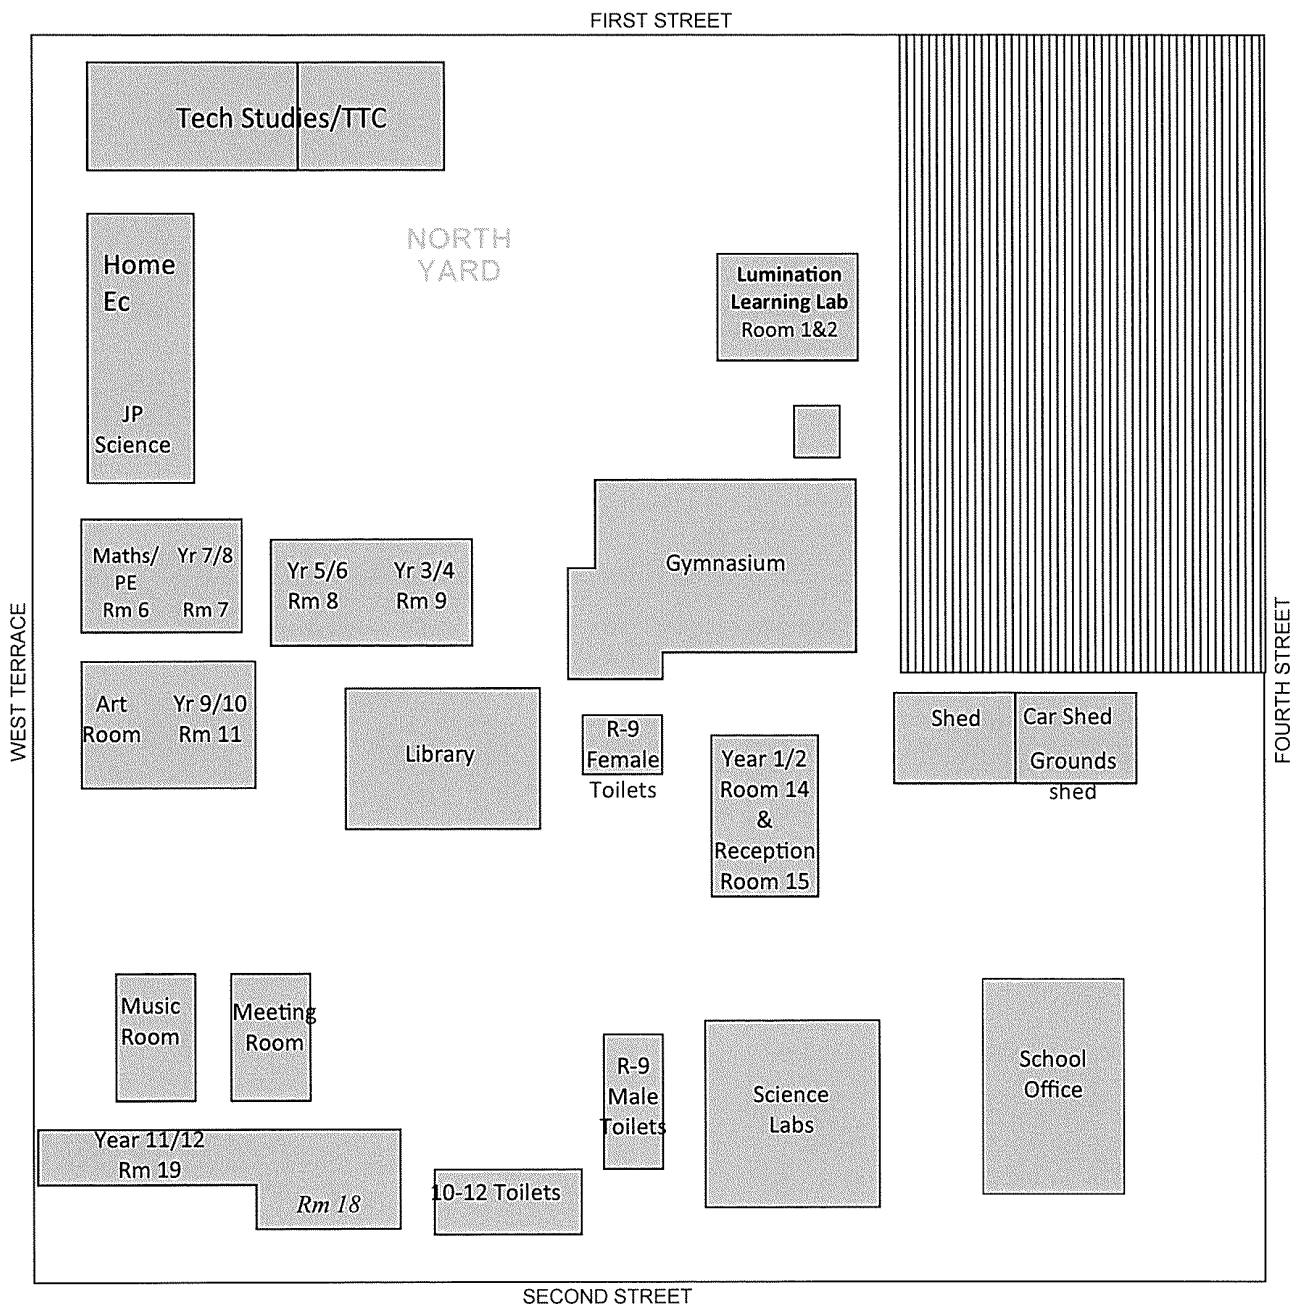 FIRST STREET
Tech Studies/TTC
NORTH
YARD
Home
Ec
Lumination
Learning Lab
Room 1&2
JP
Science
Maths/
PE
Rm 6
Yr 7/8
Rm 7
Yr 5/6
Rm 8
Yr 3/4
Rm 9
Gymnasium
WEST TERRACE
FOURTH STREET
Art
Room
Yr 9/10
Rm 11
Library
R-9
Female
Toilets
Year 1/2
Room 14
&
Reception
Room 15
Shed
Car Shed
Grounds
shed
Music
Room
Meeting
Room
R-9
Male
Toilets
Science
Labs
School
Office
Year 11/12
Rm 19
Rm 18
10-12 Toilets
SECOND STREET